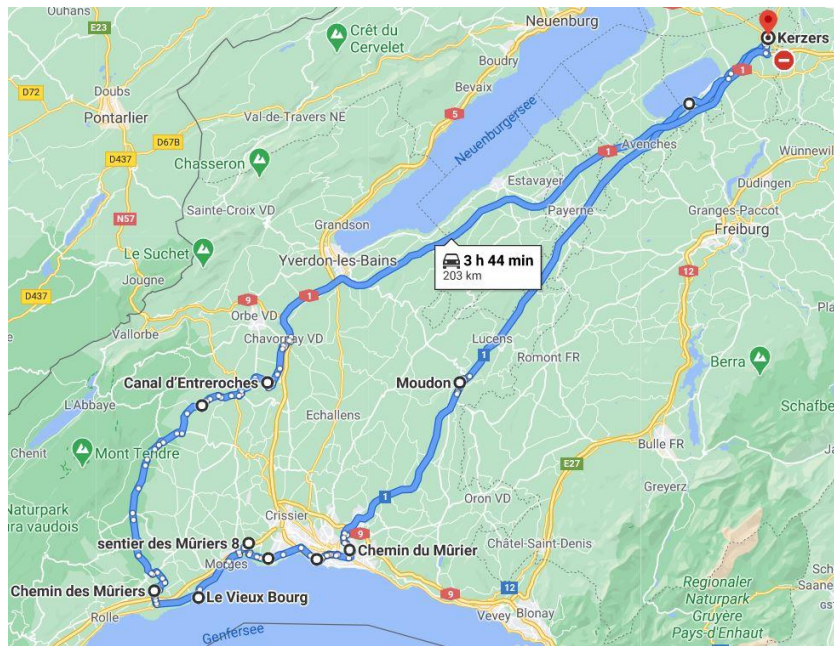 Ouhans
E23
Crêt du
Cervelet
Neuenburg
Kerzers
Doubs
D72
Boudry
1
Pontarlier
Bevaix
Val-de-Travers NE
5
D67B
Neuenburgersee
D437
Chasseron
Avenches
Wünnewil
1
Estavayer
Düdingen
Sainte-Croix VD
Payerne
Granges-Paccot
N57
Grandson
Freiburg
Le Suchet
3 h 44 min
203 km
Yverdon-les-Bains
12
Jougne
D437
9
1
Orbe VD
Vallorbe
Chavornay VD
Lucens
1
Romont FR
Berra
Canal d'Entreroches
Moudon
L'Abbaye
Schafbe
Echallens
Chenit
Mont Tendre
Bulle FR
E27
Greyerz
Naturpark
ura vaudois
1
Oron VD
Crissier
9
sentier des Mûriers 8
Chemin du Mûrier
Châtel-Saint-Denis
Morges
Chemin des Mûriers
Le Vieux Bourg
Regionaler
Naturpark
Gruyère
Pays-d'Enhaut
Saane
GS
12
9
Rolle
Vevey
Blonay
Genfersee